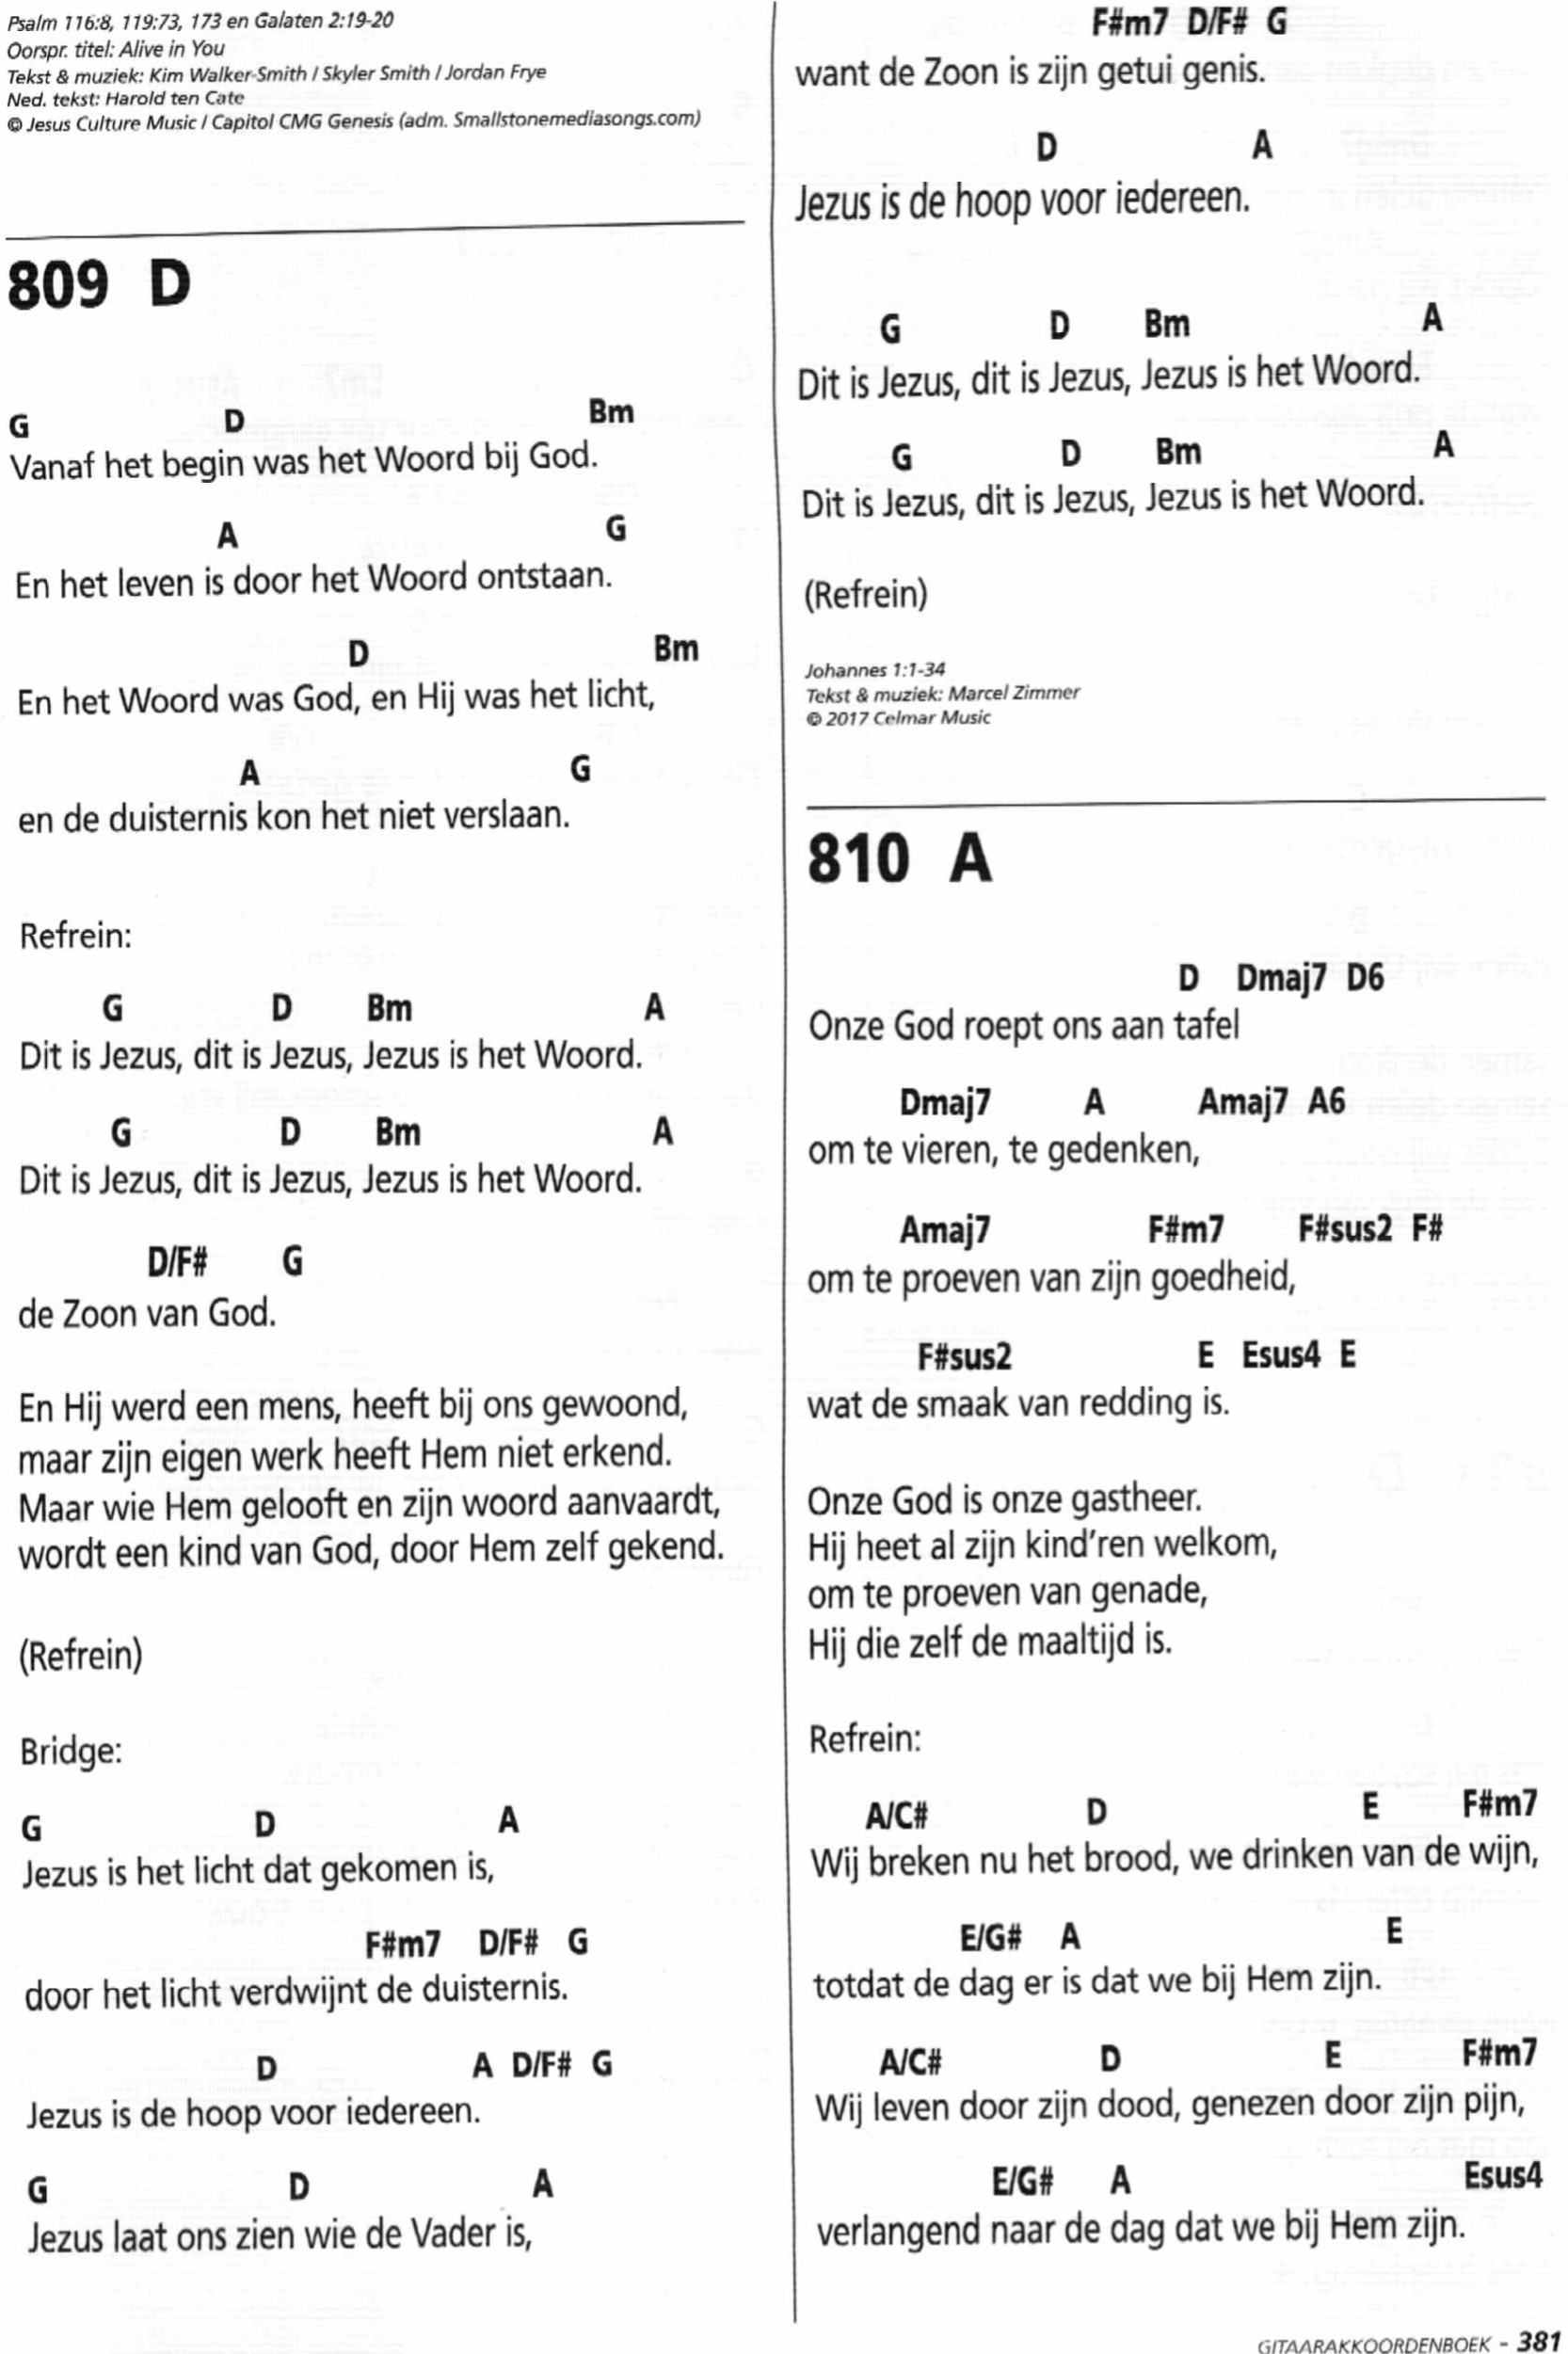 Psalm 116:8, 119:73, 173 en Galaten 2:19-20
Oorspr. titel: Alive in You
Tekst & muziek: Kim Walker-Smith / Skyler Smith / Jordan Frye
Ned. tekst: Harold ten Cate
© Jesus Culture Music / Capitol CMG Genesis (adm. Smallstonemediasongs.com)
809 D
G D Bm
Vanaf het begin was het Woord bij God.
A G
En het leven is door het Woord ontstaan.
D Bm
En het Woord was God, en Hij was het licht,
A G
en de duisternis kon het niet verslaan.
Refrein:
G D Bm A
Dit is Jezus, dit is Jezus, Jezus is het Woord.
G D Bm A
Dit is Jezus, dit is Jezus, Jezus is het Woord.
D/F# G
de Zoon van God.
En Hij werd een mens, heeft bij ons gewoond,
maar zijn eigen werk heeft Hem niet erkend.
Maar wie Hem gelooft en zijn woord aanvaardt,
wordt een kind van God, door Hem zelf gekend.
(Refrein)
Bridge:
G D A
Jezus is het licht dat gekomen is,
F#m7 D/F# G
door het licht verdwijnt de duisternis.
D A D/F# G
Jezus is de hoop voor iedereen.
G D A
Jezus laat ons zien wie de Vader is,
F#m7 D/F# G
want de Zoon is zijn getui genis.
D A
Jezus is de hoop voor iedereen.
G D Bm A
Dit is Jezus, dit is Jezus, Jezus is het Woord.
G D Bm A
Dit is Jezus, dit is Jezus, Jezus is het Woord.
(Refrein)
Johannes 1:1-34
Tekst & muziek: Marcel Zimmer
© 2017 Celmar Music
810 A
D Dmaj7 D6
Onze God roept ons aan tafel
Dmaj7 A Amaj7 A6
om te vieren, te gedenken,
Amaj7 F#m7 F#sus2 F#
om te proeven van zijn goedheid,
F#sus2 E Esus4 E
wat de smaak van redding is.
Onze God is onze gastheer.
Hij heet al zijn kind'ren welkom,
om te proeven van genade,
Hij die zelf de maaltijd is.
Refrein:
A/C# D E F#m7
Wij breken nu het brood, we drinken van de wijn,
E/G# A E
totdat de dag er is dat we bij Hem zijn.
A/C# D E F#m7
Wij leven door zijn dood, genezen door zijn pijn,
E/G# A Esus4
verlangend naar de dag dat we bij Hem zijn.
GITAARAKKOORDENBOEK - 381